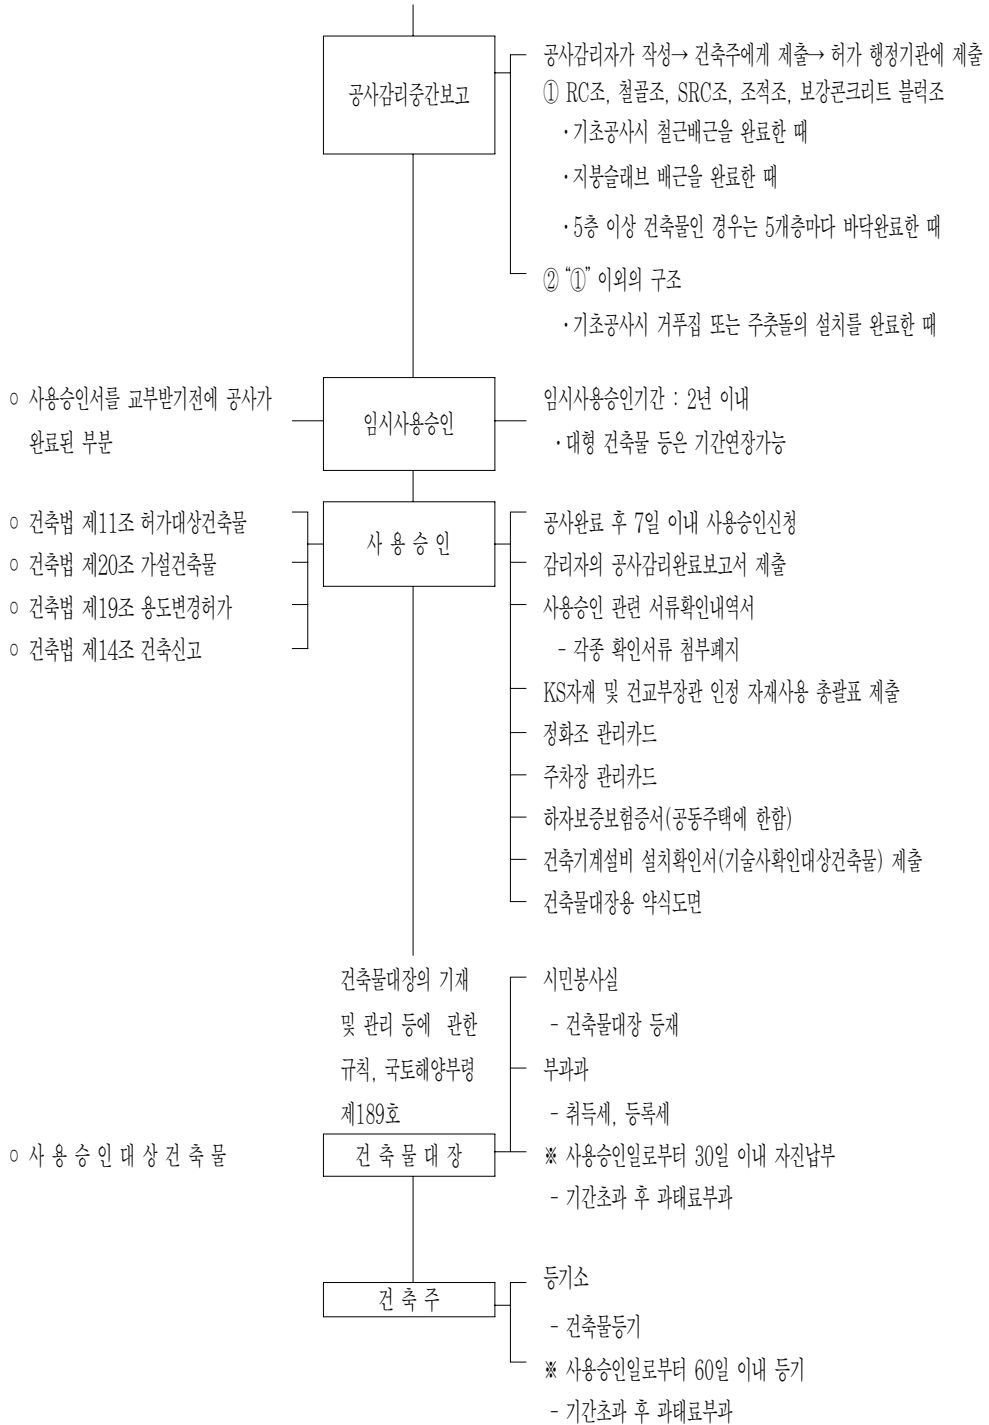 공사감리중간보고
공사감리자가 작성→ 건축주에게 제출→ 허가 행정기관에 제출
① RC조, 철골조, SRC조, 조적조, 보강콘크리트 블럭조
·기초공사시 철근배근을 완료한 때
·지붕슬래브 배근을 완료한 때
·5층 이상 건축물인 경우는 5개층마다 바닥완료한 때
② “①” 이외의 구조
·기초공사시 거푸집 또는 주춧돌의 설치를 완료한 때
○ 사용승인서를 교부받기전에 공사가
완료된 부분
임시사용승인
임시사용승인기간 : 2년 이내
·대형 건축물 등은 기간연장가능
○ 건축법 제11조 허가대상건축물
○ 건축법 제20조 가설건축물
○ 건축법 제19조 용도변경허가
○ 건축법 제14조 건축신고
사 용 승 인
공사완료 후 7일 이내 사용승인신청
감리자의 공사감리완료보고서 제출
사용승인 관련 서류확인내역서
- 각종 확인서류 첨부폐지
KS자재 및 건교부장관 인정 자재사용 총괄표 제출
정화조 관리카드
주차장 관리카드
하자보증보험증서(공동주택에 한함)
건축기계설비 설치확인서(기술사확인대상건축물) 제출
건축물대장용 약식도면
건축물대장의 기재
및 관리 등에 관한
규칙, 국토해양부령
제189호
○ 사 용 승 인 대 상 건 축 물
건 축 물 대 장
시민봉사실
- 건축물대장 등재
부과과
- 취득세, 등록세
※ 사용승인일로부터 30일 이내 자진납부
- 기간초과 후 과태료부과
건 축 주
등기소
- 건축물등기
※ 사용승인일로부터 60일 이내 등기
- 기간초과 후 과태료부과